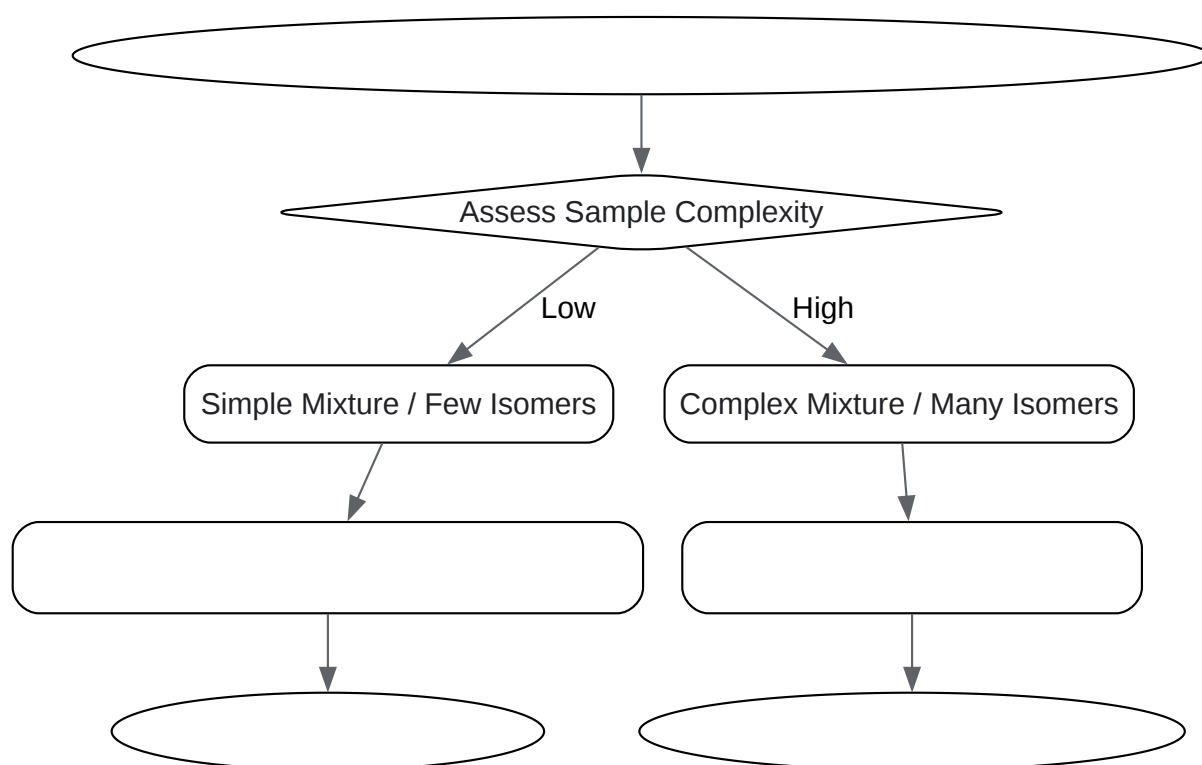 Assess Sample Complexity
Low
High
Simple Mixture / Few Isomers
Complex Mixture / Many Isomers